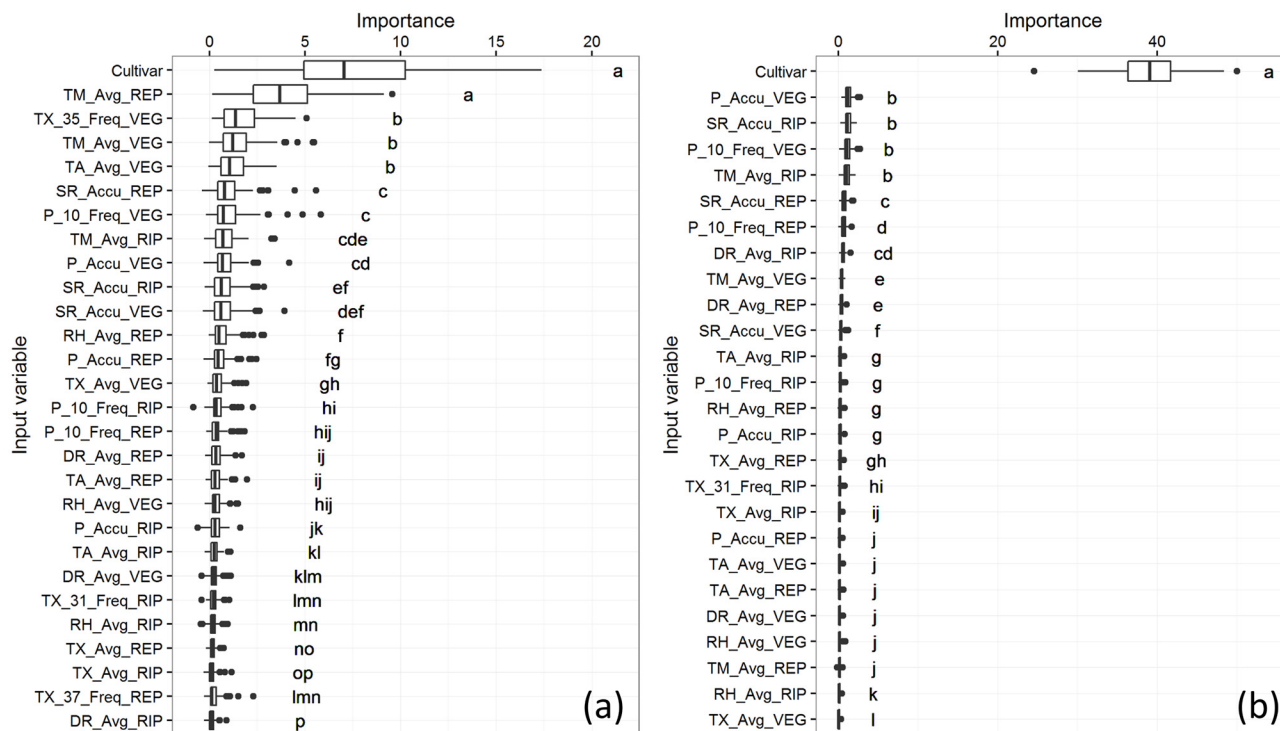 Importance
0 5 10 15 20
Input variable
Cultivar a
TM_Avg_REP a
TX_35_Freq_VEG b
TM_Avg_VEG b
TA_Avg_VEG b
SR_Accu_REP c
P_10_Freq_VEG c
TM_Avg_RIP cde
P_Accu_VEG cd
SR_Accu_RIP ef
SR_Accu_VEG def
RH_Avg_REP f
P_Accu_REP fg
TX_Avg_VEG gh
P_10_Freq_RIP hi
P_10_Freq_REP hij
DR_Avg_REP ij
TA_Avg_REP ij
RH_Avg_VEG hij
P_Accu_RIP jk
TA_Avg_RIP kl
DR_Avg_VEG klm
TX_31_Freq_RIP lmn
RH_Avg_RIP mn
TX_Avg_REP no
TX_Avg_RIP op
TX_37_Freq_REP lmn
DR_Avg_RIP p
(a)
Importance
0 20 40
Input variable
Cultivar a
P_Accu_VEG b
SR_Accu_RIP b
P_10_Freq_VEG b
TM_Avg_RIP b
SR_Accu_REP c
P_10_Freq_REP d
DR_Avg_RIP cd
TM_Avg_VEG e
DR_Avg_REP e
SR_Accu_VEG f
TA_Avg_RIP g
P_10_Freq_RIP g
RH_Avg_REP g
P_Accu_RIP g
TX_Avg_REP gh
TX_31_Freq_RIP hi
TX_Avg_RIP ij
P_Accu_REP j
TA_Avg_VEG j
TA_Avg_REP j
DR_Avg_VEG j
RH_Avg_VEG j
TM_Avg_REP j
RH_Avg_RIP k
TX_Avg_VEG l
(b)